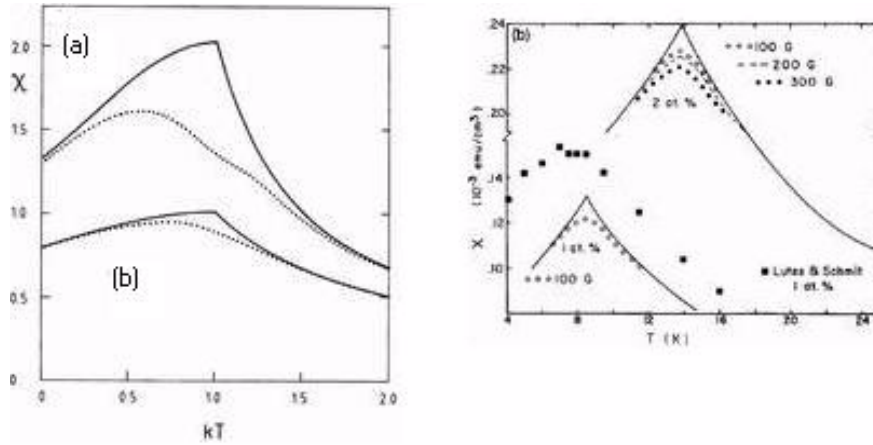 (a)
2.0
χ
1.5
1.0
(b)
0.5
0
0 0.5 1.0 1.5 2.0
kT
(b)
.24
.22
.20
.14
.12
.10
χ (10⁻³ emu/cm³)
100 G
200 G
300 G
2 at.%
1 at.%
100 G
Lutes & Schmit
1 at.%
4 8 12 16 20 24
T (K)